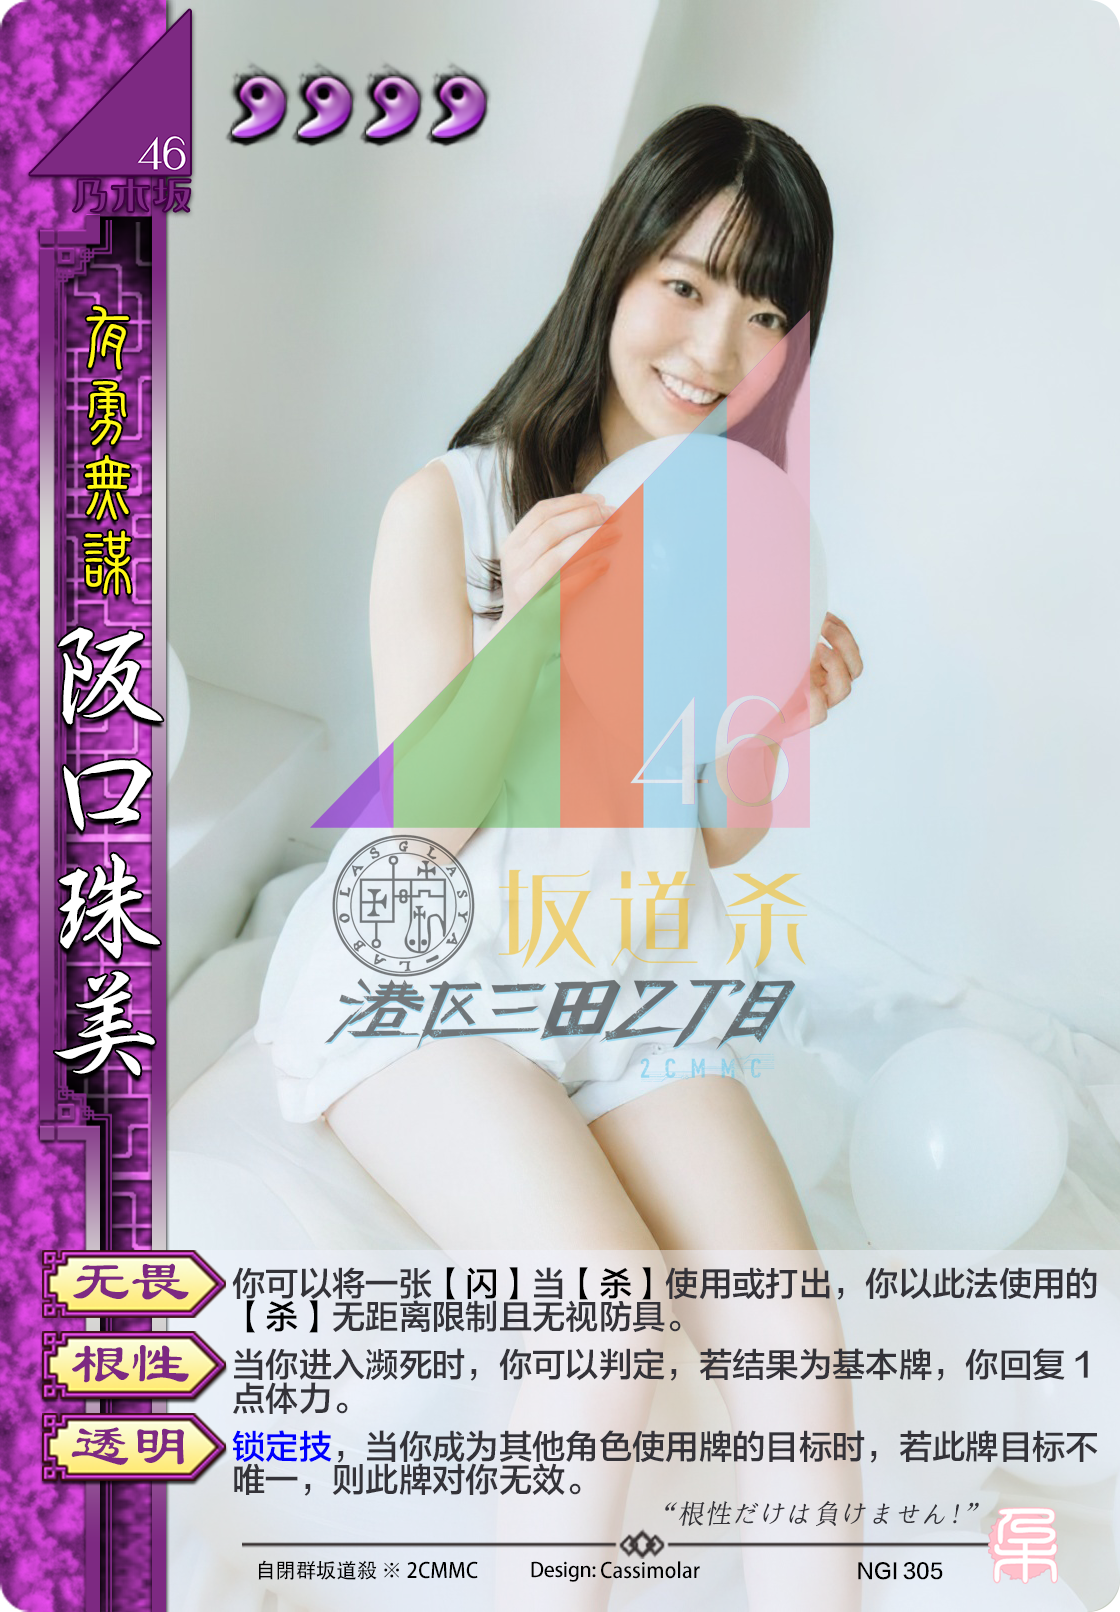 46
乃木坂
有勇無謀
阪口珠美
46
GLASYA-LABOLAS
坂道杀
港区三田2丁目
2CMMC
无畏
你可以将一张【闪】当【杀】使用或打出，你以此法使用的
【杀】无距离限制且无视防具。
根性
当你进入濒死时，你可以判定，若结果为基本牌，你回复1
点体力。
透明
锁定技，当你成为其他角色使用牌的目标时，若此牌目标不
唯一，则此牌对你无效。
“根性だけは負けません！”
自閉群坂道殺 ※ 2CMMC
Design: Cassimolar
NGI 305